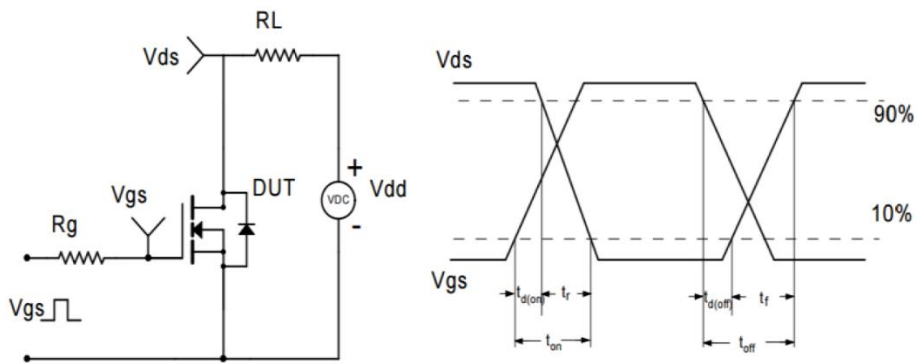 RL
Vds
DUT
VDC
+
-
Vdd
Vgs
Rg
Vgs
Vds
90%
10%
Vgs
td(on)
tr
td(off)
tf
ton
toff